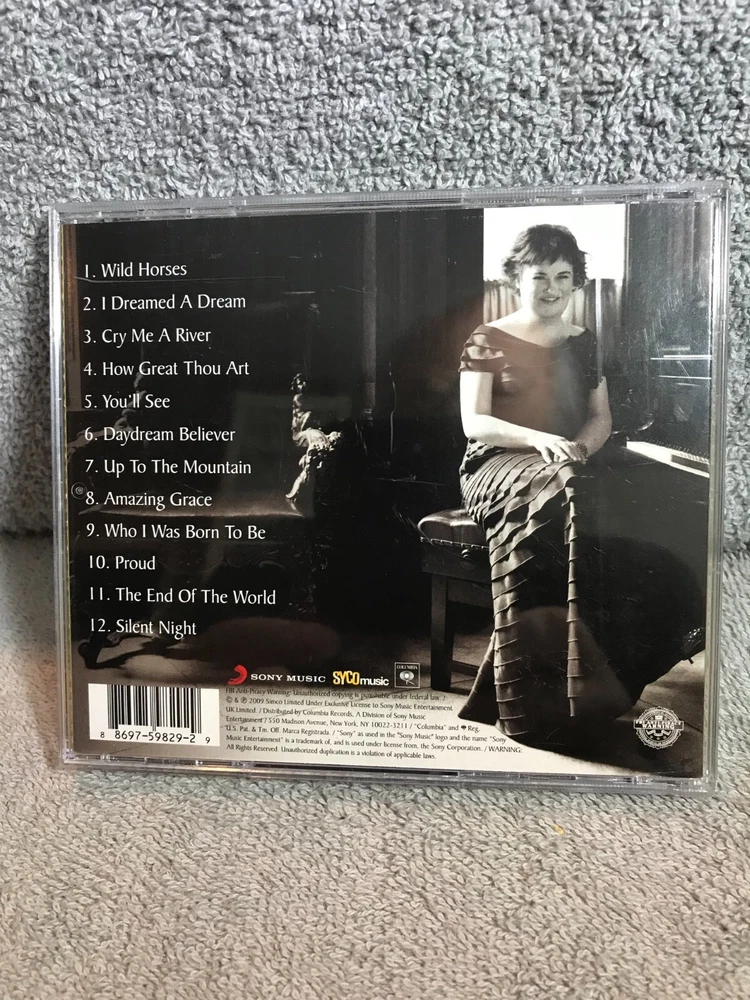 1. Wild Horses
2. I Dreamed A Dream
3. Cry Me A River
4. How Great Thou Art
5. You'll See
6. Daydream Believer
7. Up To The Mountain
8. Amazing Grace
9. Who I Was Born To Be
10. Proud
11. The End Of The World
12. Silent Night
SONY MUSIC SYCOmusic COLUMBIA
FBI Anti-Piracy Warning: Unauthorized copying is punishable under federal law. /
© & ℗ 2009 Simco Limited Under Exclusive License to Sony Music Entertainment
UK Limited. / Distributed by Columbia Records, A Division of Sony Music
Entertainment / 550 Madison Avenue, New York, NY 10022-3211 / "Columbia" and Reg.
U.S. Pat. & Tm. Off. Marca Registrada. / "Sony" as used in the "Sony Music" logo and the name "Sony
Music Entertainment" is a trademark of, and is used under license from, the Sony Corporation. / WARNING:
All Rights Reserved. Unauthorized duplication is a violation of applicable laws.
8 8697-59829-2 9
WARNING